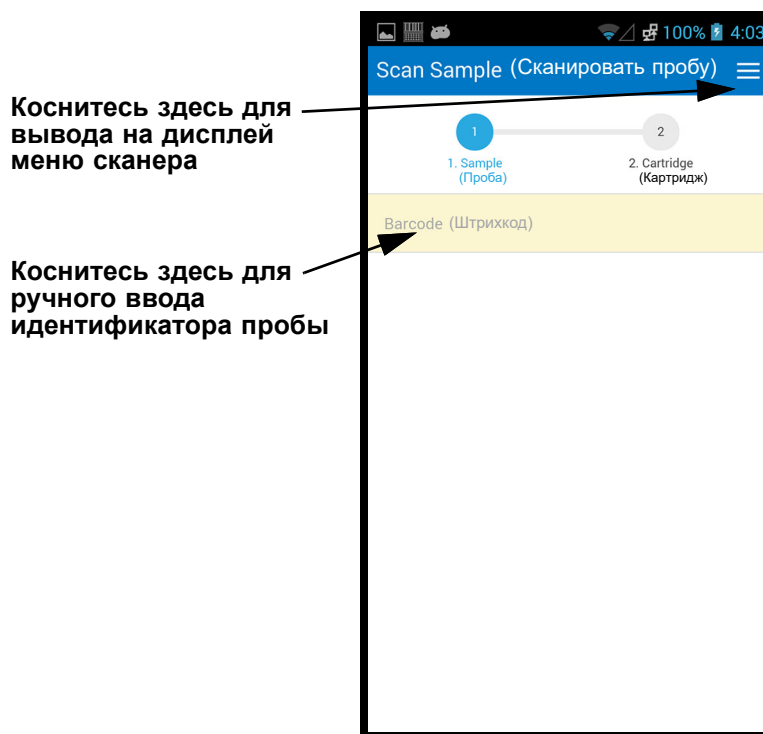 100% 4:03
Scan Sample (Сканировать пробу)
Коснитесь здесь для
вывода на дисплей
меню сканера
1
2
1. Sample
(Проба)
2. Cartridge
(Картридж)
Barcode (Штрихкод)
Коснитесь здесь для
ручного ввода
идентификатора пробы